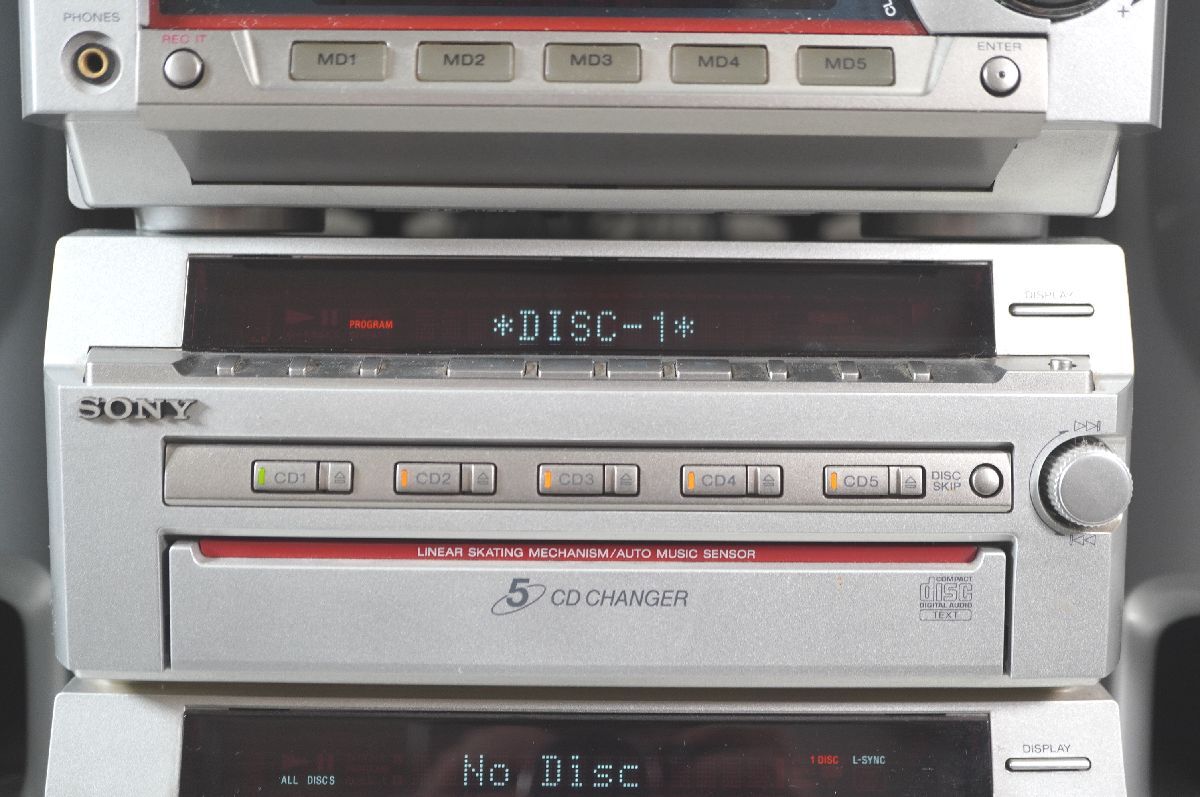 PHONES
REC IT
MD1 MD2 MD3 MD4 MD5
ENTER
*DISC-1*
PROGRAM
DISPLAY
SONY
CD1 CD2 CD3 CD4 CD5
DISC
SKIP
LINEAR SKATING MECHANISM/AUTO MUSIC SENSOR
5 CD CHANGER
COMPACT
disc
DIGITAL AUDIO
TEXT
No Disc
ALL DISCS
1 DISC L-SYNC
DISPLAY